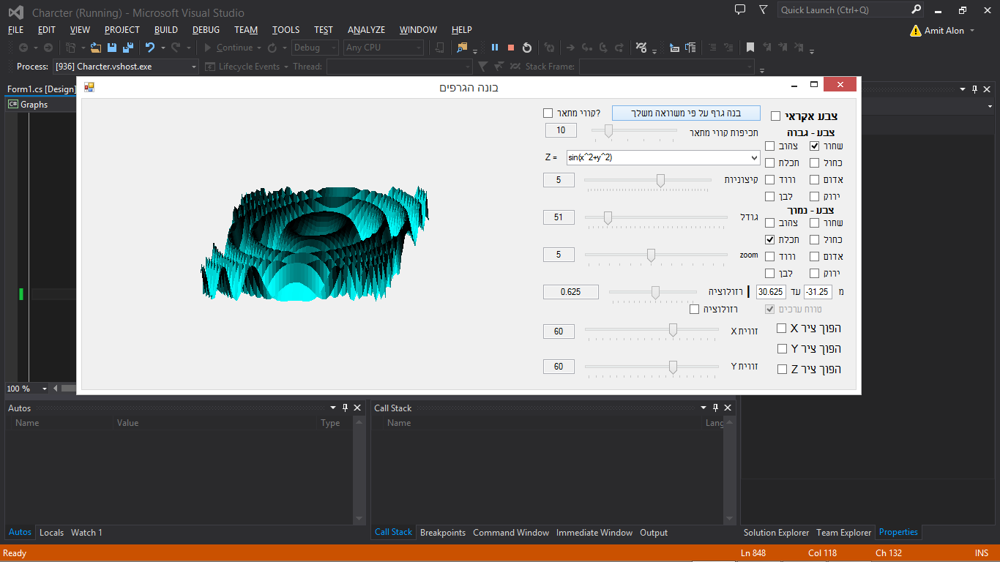 Charcter (Running) - Microsoft Visual Studio
Quick Launch (Ctrl+Q)
FILE EDIT VIEW PROJECT BUILD DEBUG TEAM TOOLS TEST ANALYZE WINDOW HELP
Amit Alon
Continue Debug Any CPU
Process: [936] Charcter.vshost.exe Lifecycle Events Thread: Stack Frame:
Form1.cs [Design]
C# Graphs
בונה הגרפים
קווי מתאר?
בנה גרף על פי משוואה משלך
צבע אקראי
10
תכיפות קווי מתאר
צבע - גבוה
שחור צהוב
Z = sin(x^2+y^2)
כחול תכלת
5
קיצוניות
אדום ורוד
ירוק לבן
צבע - נמוך
51
גודל
שחור צהוב
כחול תכלת
5
zoom
אדום ורוד
ירוק לבן
0.625
רזולוציה
מ -31.25 עד 30.625
רזולוציה
טווח ערכים
60
זווית X
הפוך ציר X
הפוך ציר Y
60
זווית Y
הפוך ציר Z
100 %
Autos
Name Value Type
Call Stack
Name Lang
Autos Locals Watch 1
Call Stack Breakpoints Command Window Immediate Window Output
Solution Explorer Team Explorer Properties
Ready Ln 848 Col 118 Ch 132 INS